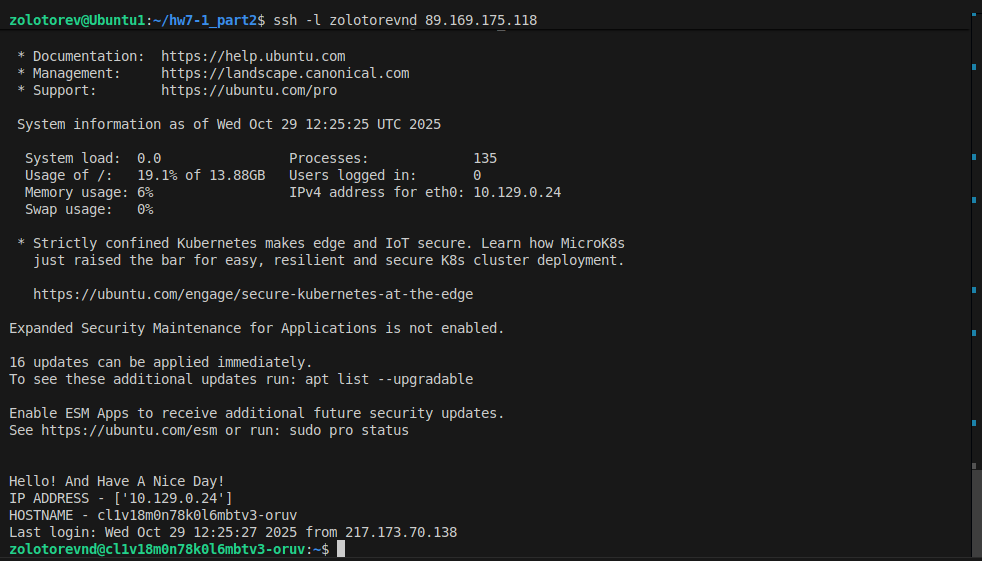 zolotorev@Ubuntu1:~/hw7-1_part2$ ssh -l zolotorevnd 89.169.175.118
* Documentation:  https://help.ubuntu.com
* Management:     https://landscape.canonical.com
* Support:        https://ubuntu.com/pro
System information as of Wed Oct 29 12:25:25 UTC 2025
System load:  0.0                Processes:             135
Usage of /:   19.1% of 13.88GB   Users logged in:       0
Memory usage: 6%                 IPv4 address for eth0: 10.129.0.24
Swap usage:   0%
* Strictly confined Kubernetes makes edge and IoT secure. Learn how MicroK8s
just raised the bar for easy, resilient and secure K8s cluster deployment.
https://ubuntu.com/engage/secure-kubernetes-at-the-edge
Expanded Security Maintenance for Applications is not enabled.
16 updates can be applied immediately.
To see these additional updates run: apt list --upgradable
Enable ESM Apps to receive additional future security updates.
See https://ubuntu.com/esm or run: sudo pro status
Hello! And Have A Nice Day!
IP ADDRESS - ['10.129.0.24']
HOSTNAME - cl1v18m0n78k0l6mbtv3-oruv
Last login: Wed Oct 29 12:25:27 2025 from 217.173.70.138
zolotorevnd@cl1v18m0n78k0l6mbtv3-oruv:~$